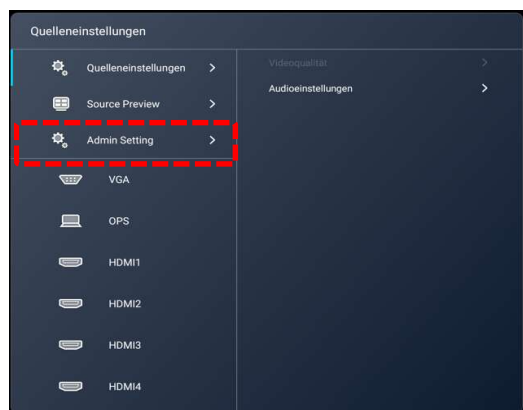 Quelleneinstellungen
Quelleneinstellungen
Source Preview
Admin Setting
VGA
OPS
HDMI1
HDMI2
HDMI3
HDMI4
Videoqualität
Audioeinstellungen